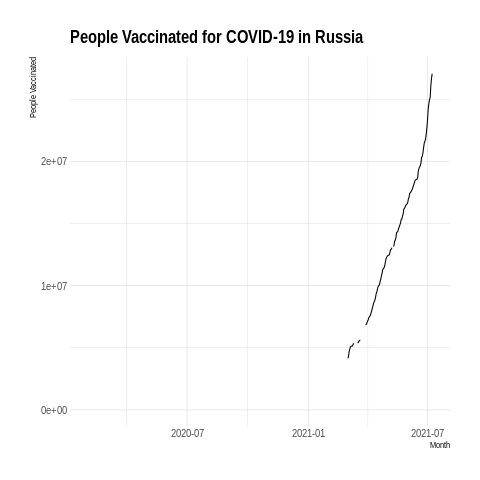 People Vaccinated for COVID-19 in Russia
People Vaccinated
2e+07
1e+07
0e+00
2020-07
2021-01
2021-07
Month